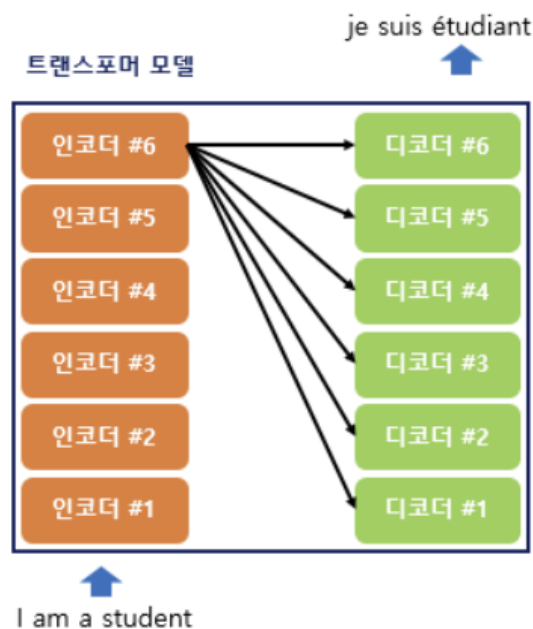 je suis étudiant
트랜스포머 모델
인코더 #6
디코더 #6
인코더 #5
디코더 #5
인코더 #4
디코더 #4
인코더 #3
디코더 #3
인코더 #2
디코더 #2
인코더 #1
디코더 #1
I am a student